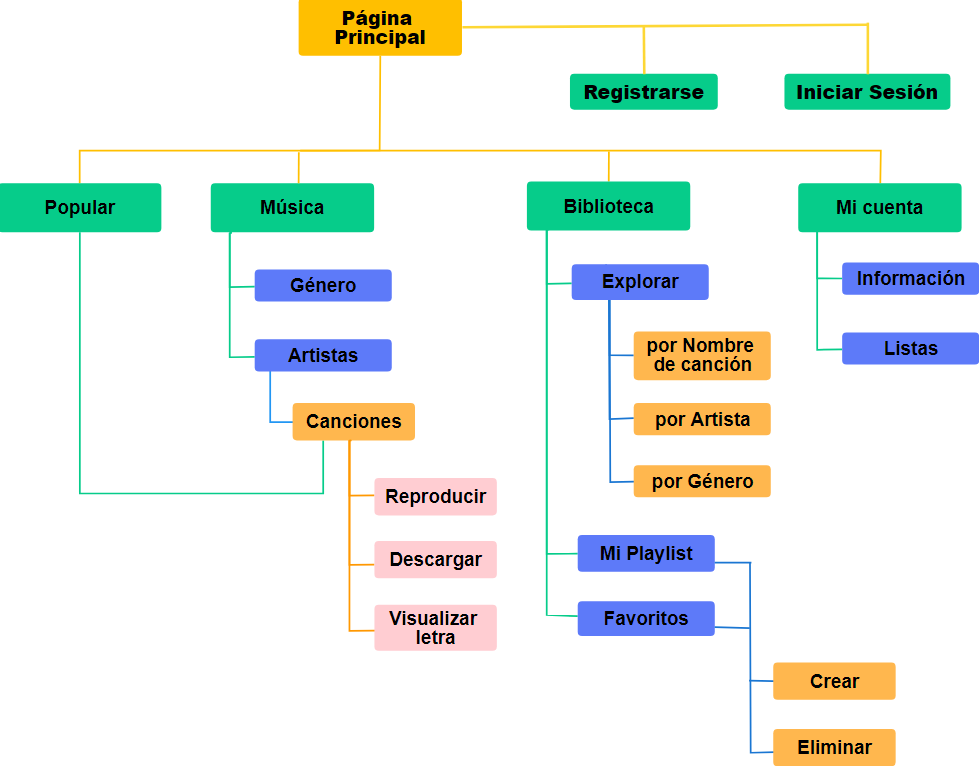 Página
Principal
Registrarse
Iniciar Sesión
Popular
Música
Biblioteca
Mi cuenta
Género
Artistas
Canciones
Reproducir
Descargar
Visualizar
letra
Explorar
por Nombre
de canción
por Artista
por Género
Mi Playlist
Favoritos
Crear
Eliminar
Información
Listas